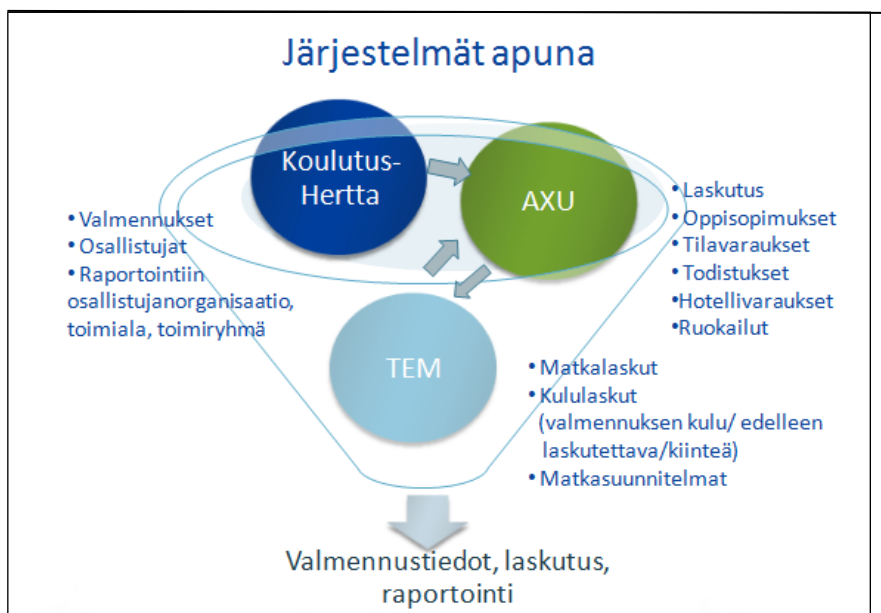 Järjestelmät apuna
Koulutus-
Hertta
AXU
• Valmennukset
• Osallistujat
• Raportointiin
osallistujanorganisaatio,
toimiala, toimiryhmä
• Laskutus
• Oppisopimukset
• Tilavaraukset
• Todistukset
•Hotellivaraukset
• Ruokailut
TEM
• Matkalaskut
• Kululaskut
(valmennuksen kulu/ edelleen
laskutettava/kiinteä)
• Matkasuunnitelmat
Valmennustiedot, laskutus,
raportointi